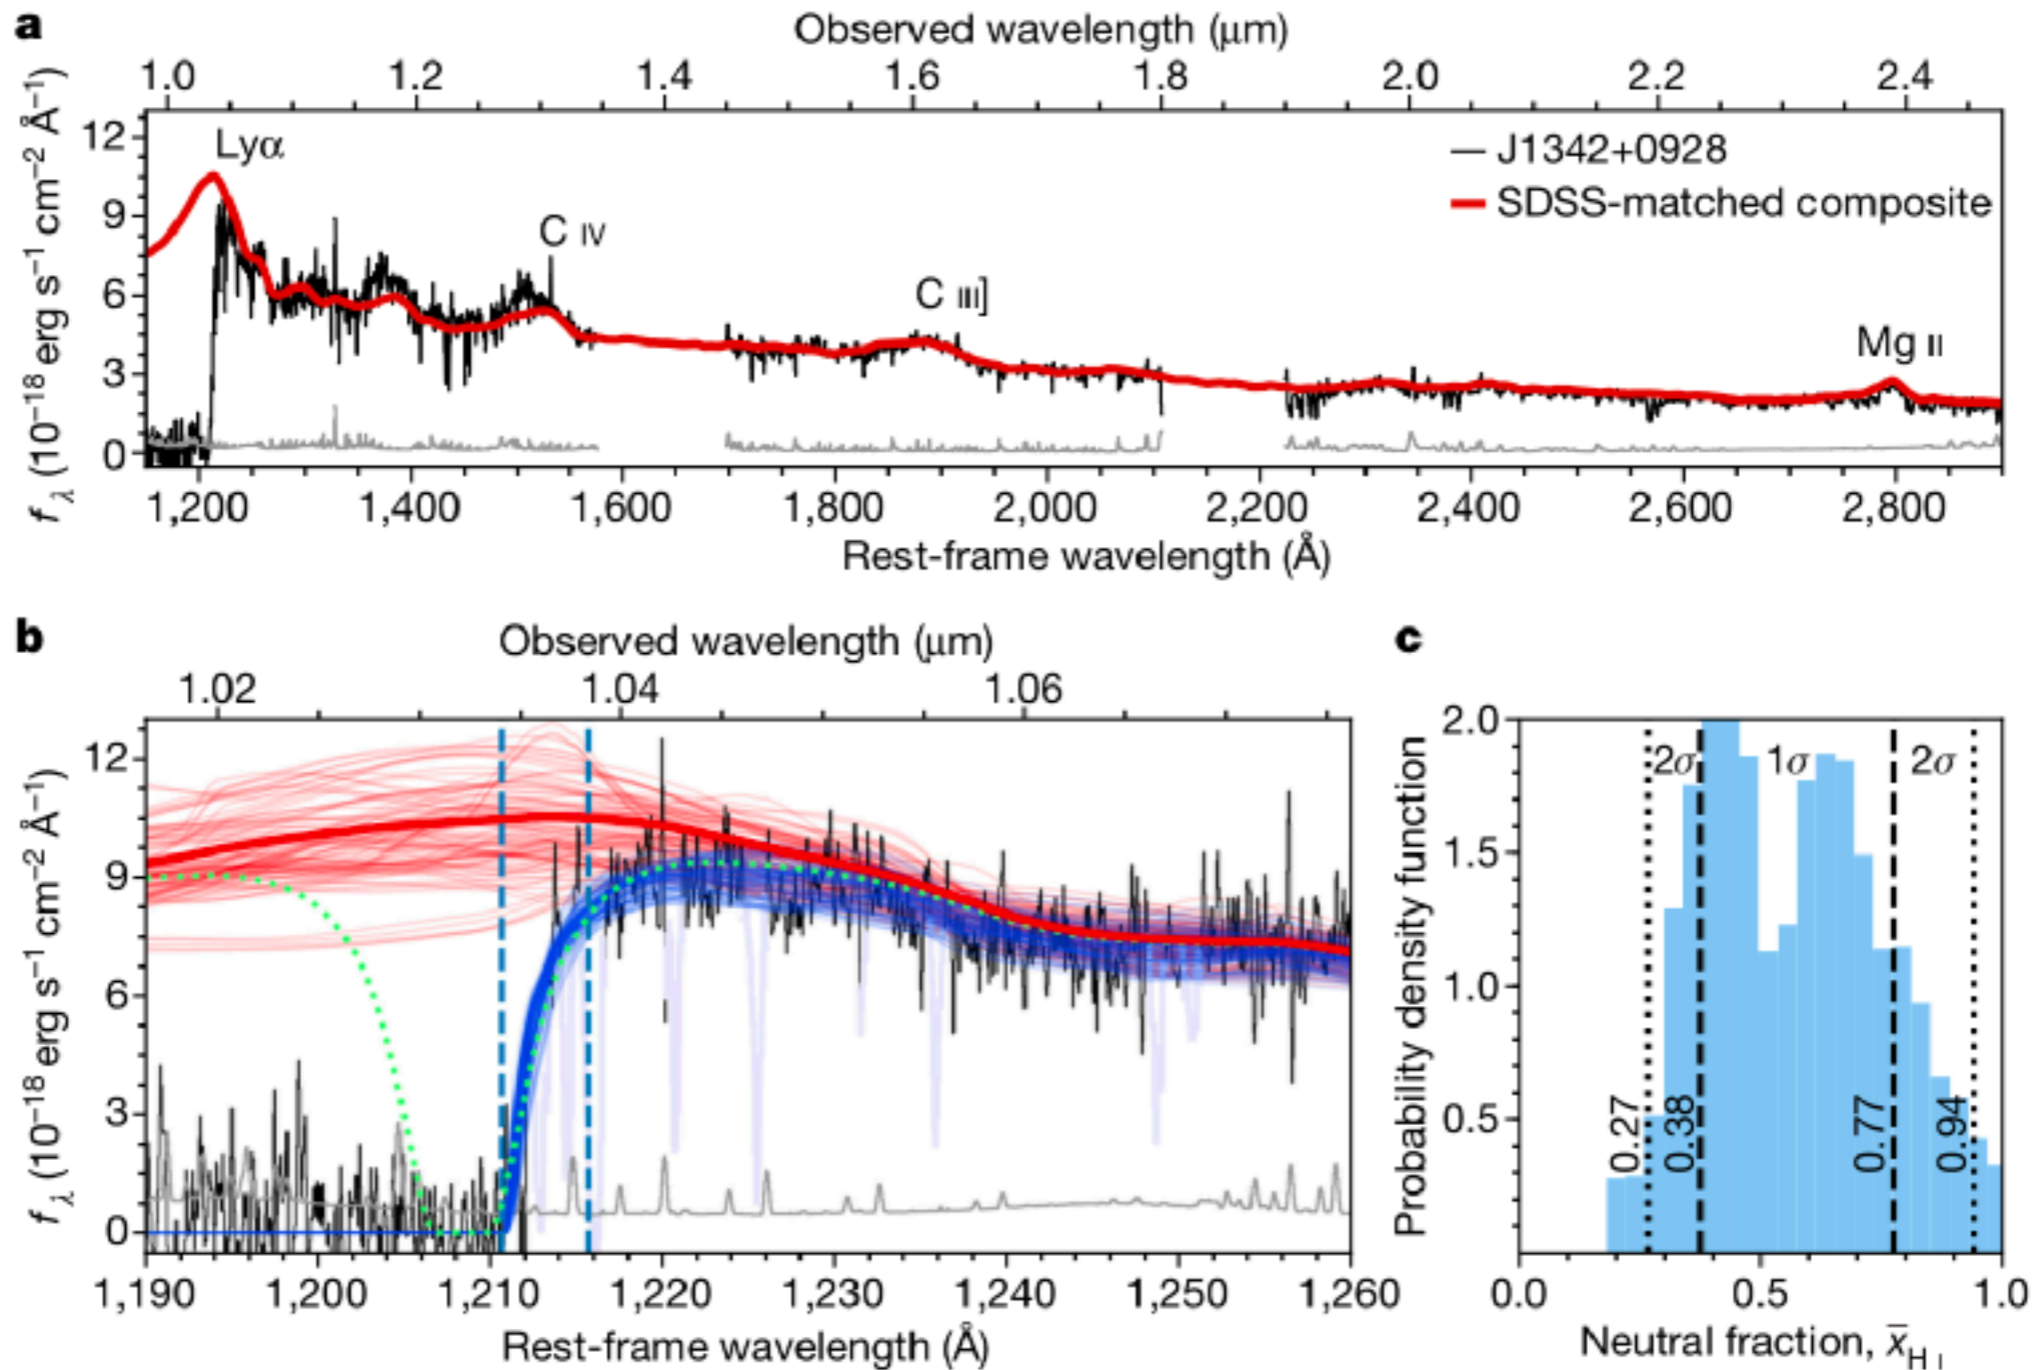 a
Observed wavelength (μm)
1.0 1.2 1.4 1.6 1.8 2.0 2.2 2.4
f_λ (10⁻¹⁸ erg s⁻¹ cm⁻² Å⁻¹)
12
9
6
3
0
Lyα
C IV
C III]
Mg II
J1342+0928
SDSS-matched composite
1,200 1,400 1,600 1,800 2,000 2,200 2,400 2,600 2,800
Rest-frame wavelength (Å)
b
Observed wavelength (μm)
1.02 1.04 1.06
f_λ (10⁻¹⁸ erg s⁻¹ cm⁻² Å⁻¹)
12
9
6
3
0
1,190 1,200 1,210 1,220 1,230 1,240 1,250 1,260
Rest-frame wavelength (Å)
c
Probability density function
2.0
1.5
1.0
0.5
2σ 1σ 2σ
0.27 0.38 0.77 0.94
0.0 0.5 1.0
Neutral fraction, x̄_H I